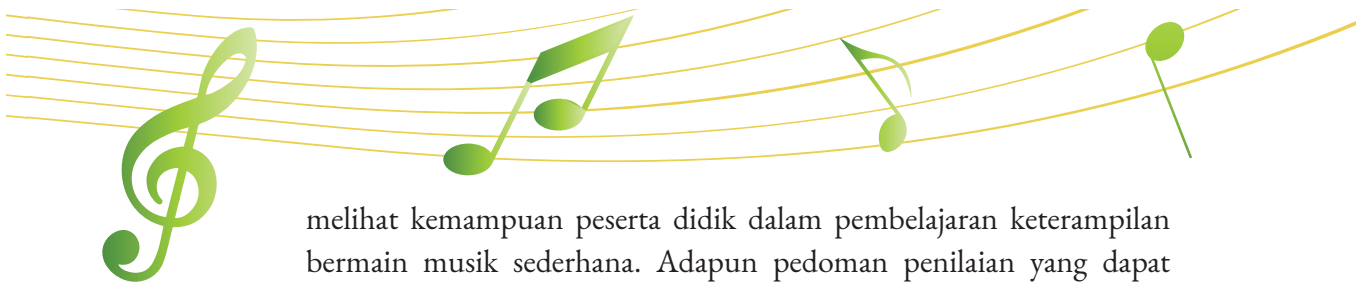 melihat kemampuan peserta didik dalam pembelajaran keterampilan
bermain musik sederhana. Adapun pedoman penilaian yang dapat